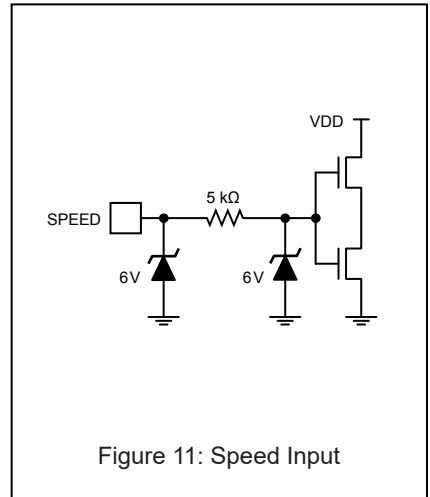 VDD
5 kΩ
SPEED
6V
6V
Figure 11: Speed Input